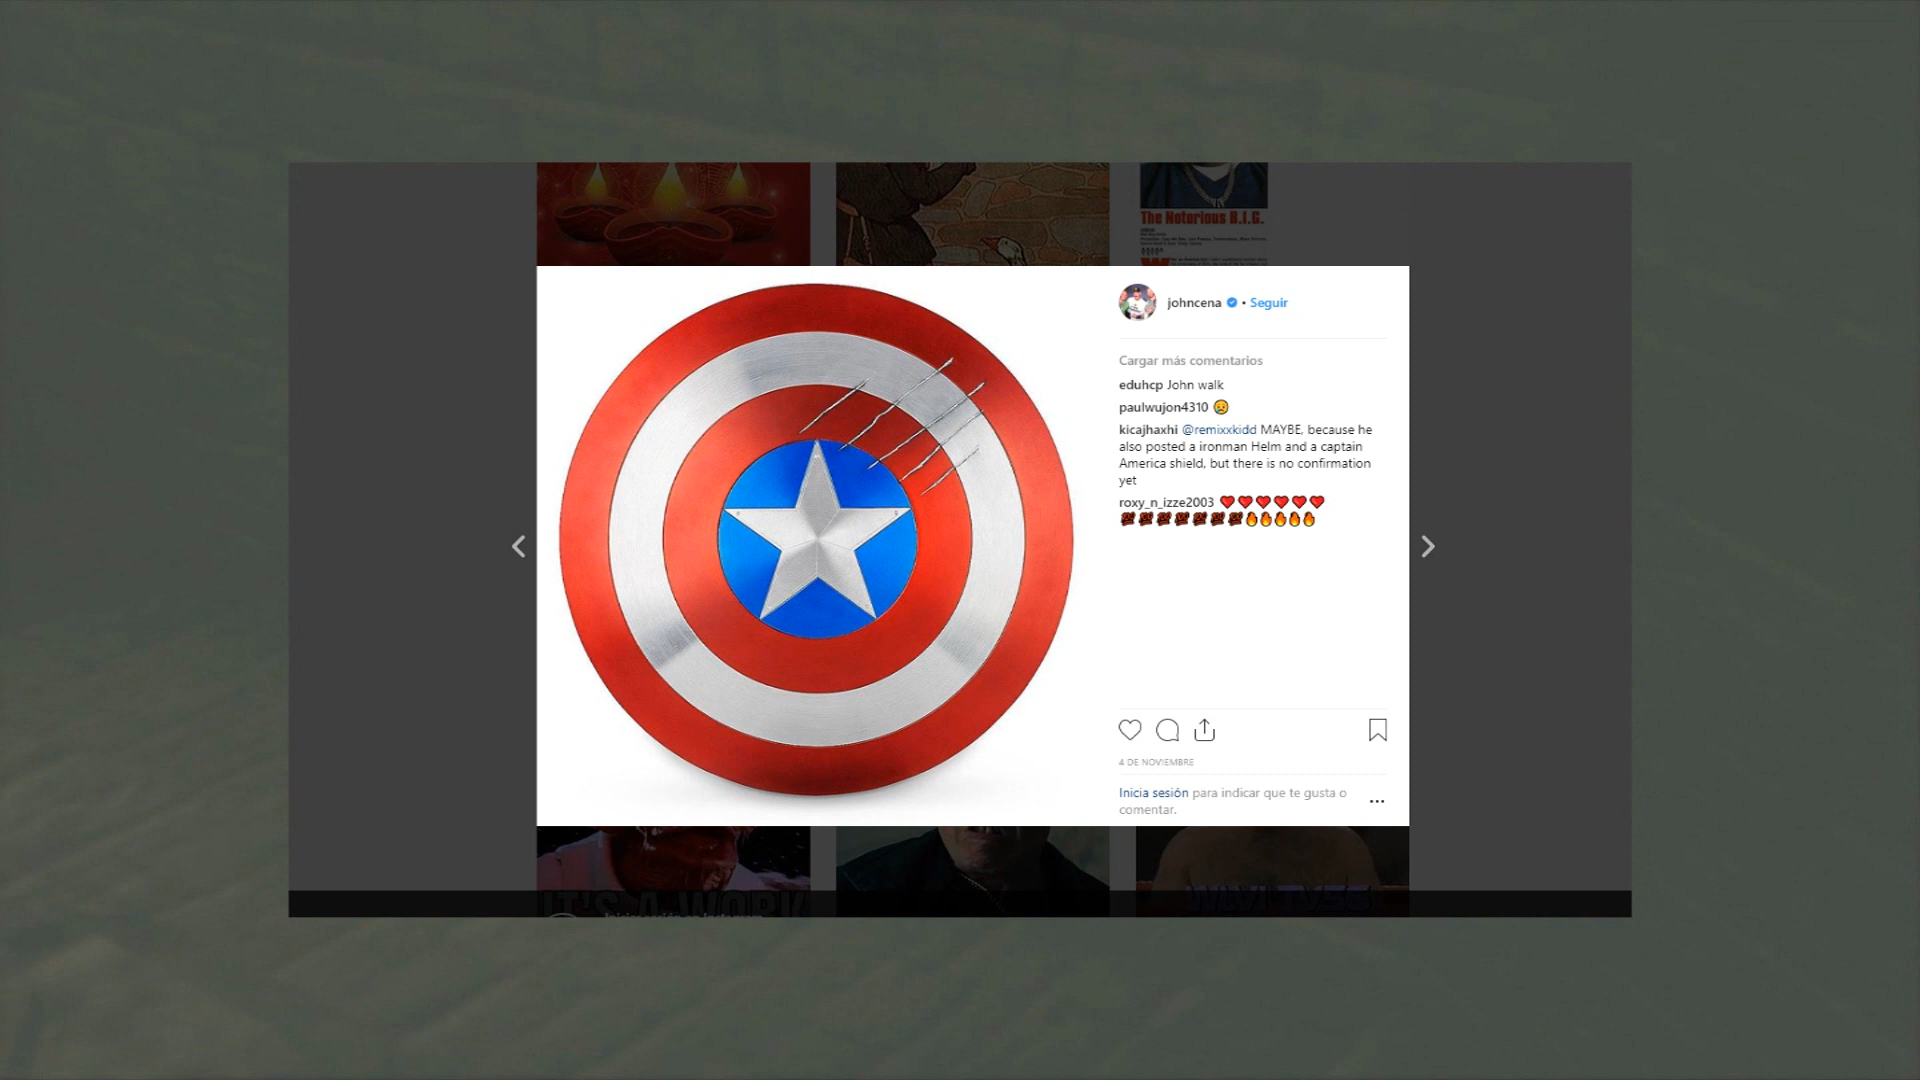 The Notorious B.I.G.
johncena • Seguir
Cargar más comentarios
eduhcp John walk
paulwujon4310 😥
kicajhaxhi @remixxkidd MAYBE, because he
also posted a ironman Helm and a captain
America shield, but there is no confirmation
yet
roxy_n_izze2003 ❤❤❤❤❤❤
💯💯💯💯💯💯💯🔥🔥🔥🔥🔥
4 DE NOVIEMBRE
Inicia sesión para indicar que te gusta o
comentar.
IT'S A WORK